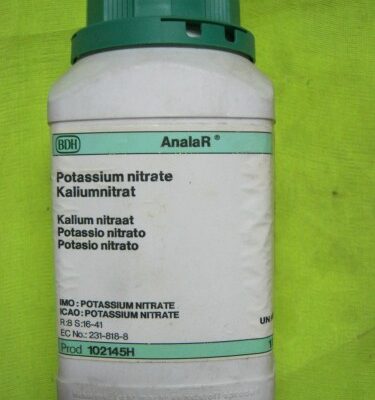 BDH AnalaR ®
Potassium nitrate
Kaliumnitrat
Kalium nitraat
Potassio nitrato
Potasio nitrato
IMO : POTASSIUM NITRATE
ICAO : POTASSIUM NITRATE
R:8 S:16-41 UN
EC No.: 231-818-8
Prod 102145H